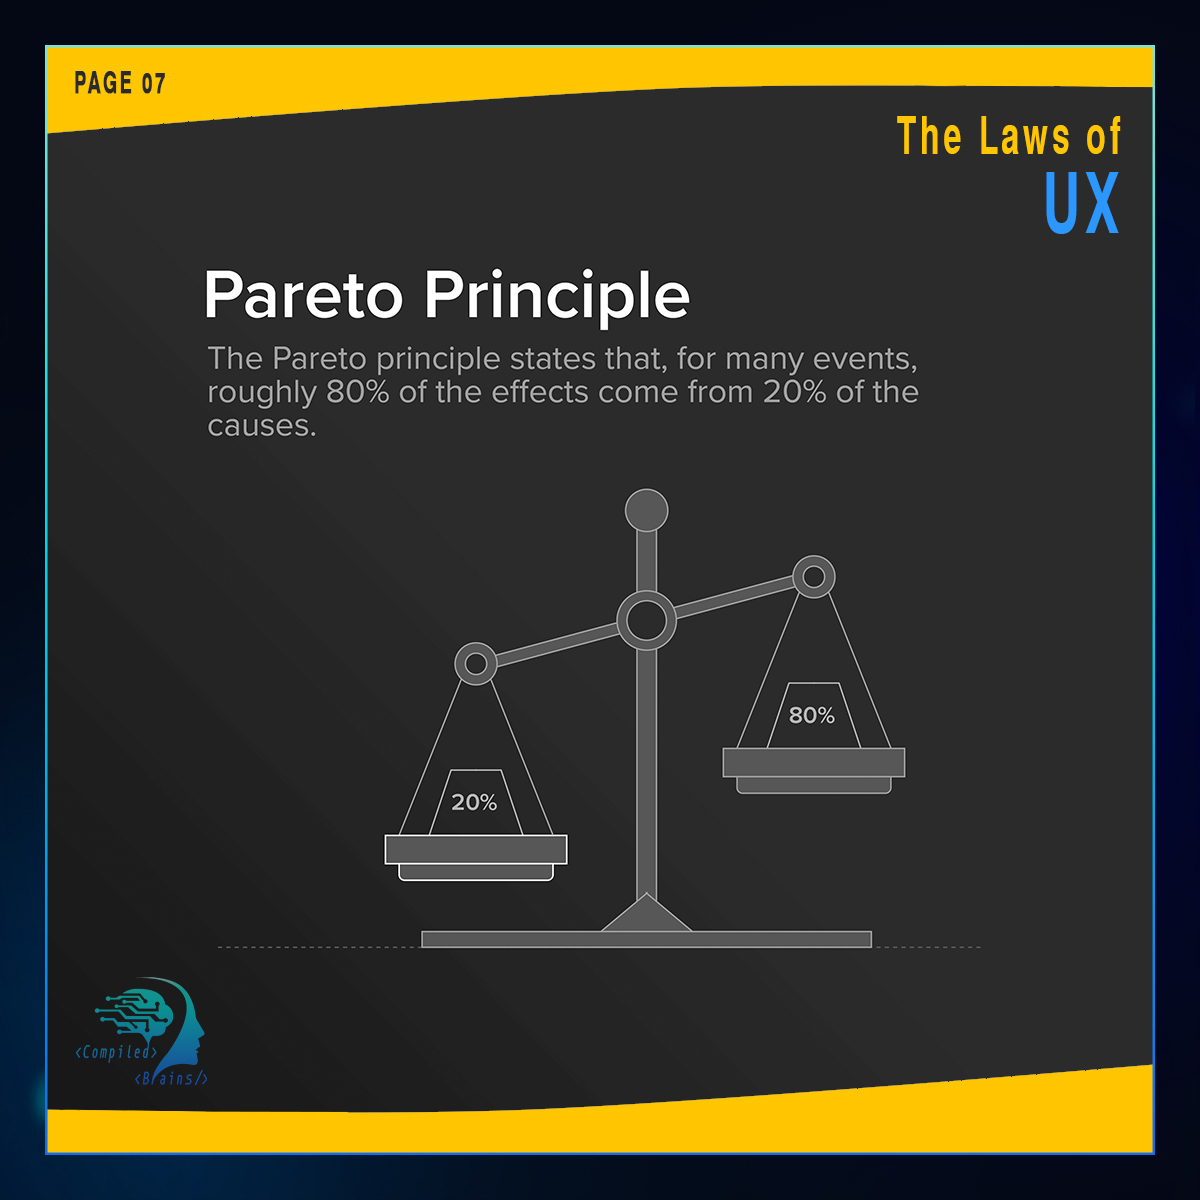 PAGE 07
The Laws of
UX
Pareto Principle
The Pareto principle states that, for many events,
roughly 80% of the effects come from 20% of the
causes.
80%
20%
<Compiled>
<Brains/>